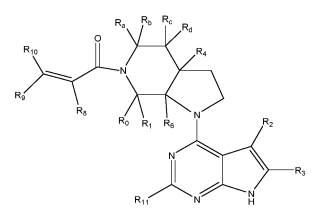 Ra Rb Rc Rd
R10 O R4
N
R9 R8
R0 R1 R6 N
R2
N R3
R11 N N
H